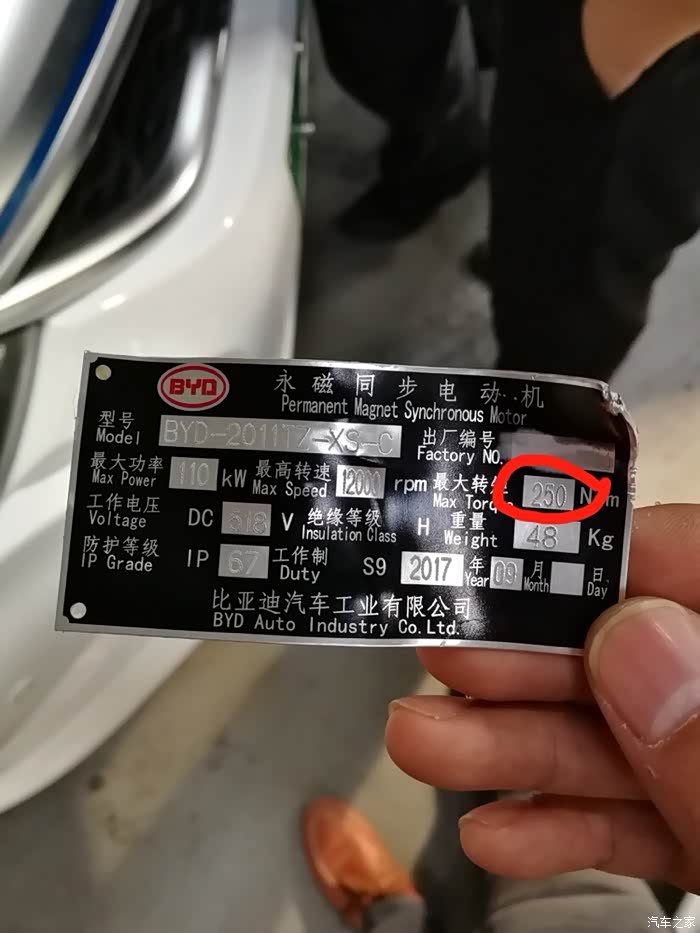 BYD 永磁同步电动机
Permanent Magnet Synchronous Motor
型号 BYD-2011TZ-XS-C 出厂编号
Model Factory NO.
最大功率 110 kW 最高转速 12000 rpm 最大转 250 N m
Max Power Max Speed Max Torq
工作电压 DC 518 V 绝缘等级 H 重量 48 Kg
Voltage Insulation Class Weight
防护等级 IP 67 工作制 S9 2017 年 09 月 日
IP Grade Duty Year Month Day
比亚迪汽车工业有限公司
BYD Auto Industry Co.Ltd.
汽车之家